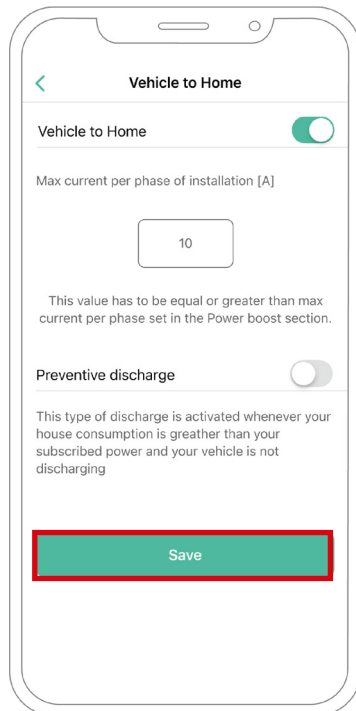 Vehicle to Home
Vehicle to Home
Max current per phase of installation [A]
10
This value has to be equal or greater than max
current per phase set in the Power boost section.
Preventive discharge
This type of discharge is activated whenever your
house consumption is greather than your
subscribed power and your vehicle is not
discharging
Save